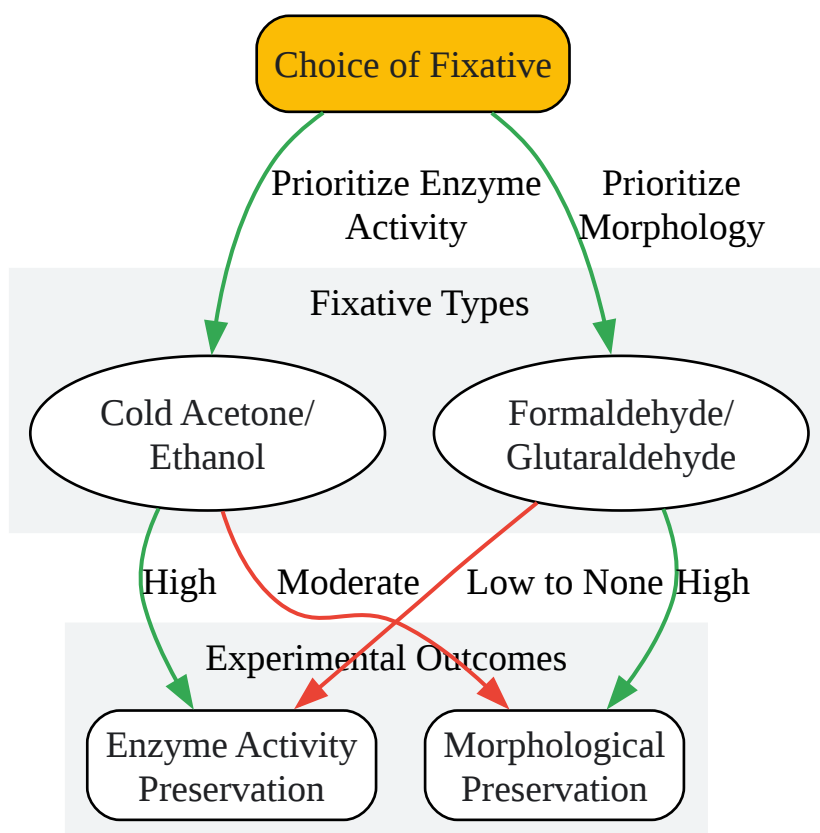 Choice of Fixative
Prioritize Enzyme
Activity
Prioritize
Morphology
Fixative Types
Cold Acetone/
Ethanol
Formaldehyde/
Glutaraldehyde
High
Moderate
Low to None
High
Experimental Outcomes
Enzyme Activity
Preservation
Morphological
Preservation